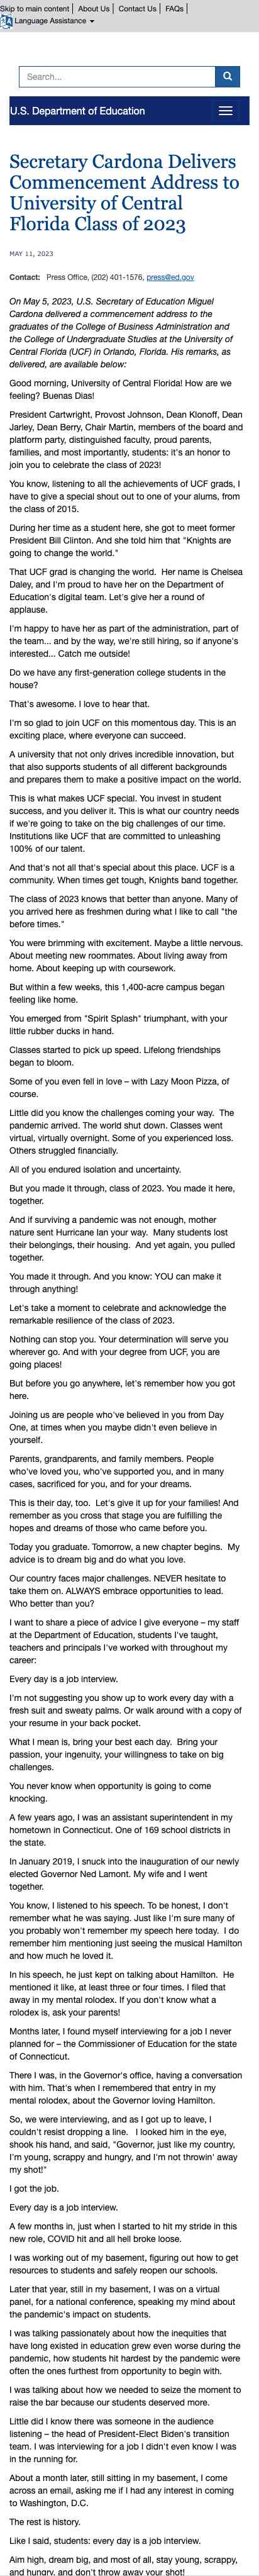 Skip to main content | About Us | Contact Us | FAQs |
Language Assistance
Search...
U.S. Department of Education
Secretary Cardona Delivers
Commencement Address to
University of Central
Florida Class of 2023
MAY 11, 2023
Contact: Press Office, (202) 401-1576, press@ed.gov
On May 5, 2023, U.S. Secretary of Education Miguel
Cardona delivered a commencement address to the
graduates of the College of Business Administration and
the College of Undergraduate Studies at the University of
Central Florida (UCF) in Orlando, Florida. His remarks, as
delivered, are available below:
Good morning, University of Central Florida! How are we
feeling? Buenas Dias!
President Cartwright, Provost Johnson, Dean Klonoff, Dean
Jarley, Dean Berry, Chair Martin, members of the board and
platform party, distinguished faculty, proud parents,
families, and most importantly, students: it's an honor to
join you to celebrate the class of 2023!
You know, listening to all the achievements of UCF grads, I
have to give a special shout out to one of your alums, from
the class of 2015.
During her time as a student here, she got to meet former
President Bill Clinton. And she told him that "Knights are
going to change the world."
That UCF grad is changing the world. Her name is Chelsea
Daley, and I'm proud to have her on the Department of
Education's digital team. Let's give her a round of
applause.
I'm happy to have her as part of the administration, part of
the team... and by the way, we're still hiring, so if anyone's
interested... Catch me outside!
Do we have any first-generation college students in the
house?
That's awesome. I love to hear that.
I'm so glad to join UCF on this momentous day. This is an
exciting place, where everyone can succeed.
A university that not only drives incredible innovation, but
that also supports students of all different backgrounds
and prepares them to make a positive impact on the world.
This is what makes UCF special. You invest in student
success, and you deliver it. This is what our country needs
if we're going to take on the big challenges of our time.
Institutions like UCF that are committed to unleashing
100% of our talent.
And that's not all that's special about this place. UCF is a
community. When times get tough, Knights band together.
The class of 2023 knows that better than anyone. Many of
you arrived here as freshmen during what I like to call "the
before times."
You were brimming with excitement. Maybe a little nervous.
About meeting new roommates. About living away from
home. About keeping up with coursework.
But within a few weeks, this 1,400-acre campus began
feeling like home.
You emerged from "Spirit Splash" triumphant, with your
little rubber ducks in hand.
Classes started to pick up speed. Lifelong friendships
began to bloom.
Some of you even fell in love – with Lazy Moon Pizza, of
course.
Little did you know the challenges coming your way. The
pandemic arrived. The world shut down. Classes went
virtual, virtually overnight. Some of you experienced loss.
Others struggled financially.
All of you endured isolation and uncertainty.
But you made it through, class of 2023. You made it here,
together.
And if surviving a pandemic was not enough, mother
nature sent Hurricane Ian your way. Many students lost
their belongings, their housing. And yet again, you pulled
together.
You made it through. And you know: YOU can make it
through anything!
Let's take a moment to celebrate and acknowledge the
remarkable resilience of the class of 2023.
Nothing can stop you. Your determination will serve you
wherever go. And with your degree from UCF, you are
going places!
But before you go anywhere, let's remember how you got
here.
Joining us are people who've believed in you from Day
One, at times when you maybe didn't even believe in
yourself.
Parents, grandparents, and family members. People
who've loved you, who've supported you, and in many
cases, sacrificed for you, and for your dreams.
This is their day, too. Let's give it up for your families! And
remember as you cross that stage you are fulfilling the
hopes and dreams of those who came before you.
Today you graduate. Tomorrow, a new chapter begins. My
advice is to dream big and do what you love.
Our country faces major challenges. NEVER hesitate to
take them on. ALWAYS embrace opportunities to lead.
Who better than you?
I want to share a piece of advice I give everyone – my staff
at the Department of Education, students I've taught,
teachers and principals I've worked with throughout my
career:
Every day is a job interview.
I'm not suggesting you show up to work every day with a
fresh suit and sweaty palms. Or walk around with a copy of
your resume in your back pocket.
What I mean is, bring your best each day. Bring your
passion, your ingenuity, your willingness to take on big
challenges.
You never know when opportunity is going to come
knocking.
A few years ago, I was an assistant superintendent in my
hometown in Connecticut. One of 169 school districts in
the state.
In January 2019, I snuck into the inauguration of our newly
elected Governor Ned Lamont. My wife and I went
together.
You know, I listened to his speech. To be honest, I don't
remember what he was saying. Just like I'm sure many of
you probably won't remember my speech here today. I do
remember him mentioning just seeing the musical Hamilton
and how much he loved it.
In his speech, he just kept on talking about Hamilton. He
mentioned it like, at least three or four times. I filed that
away in my mental rolodex. If you don't know what a
rolodex is, ask your parents!
Months later, I found myself interviewing for a job I never
planned for – the Commissioner of Education for the state
of Connecticut.
There I was, in the Governor's office, having a conversation
with him. That's when I remembered that entry in my
mental rolodex, about the Governor loving Hamilton.
So, we were interviewing, and as I got up to leave, I
couldn't resist dropping a line. I looked him in the eye,
shook his hand, and said, "Governor, just like my country,
I'm young, scrappy and hungry, and I'm not throwin' away
my shot!"
I got the job.
Every day is a job interview.
A few months in, just when I started to hit my stride in this
new role, COVID hit and all hell broke loose.
I was working out of my basement, figuring out how to get
resources to students and safely reopen our schools.
Later that year, still in my basement, I was on a virtual
panel, for a national conference, speaking my mind about
the pandemic's impact on students.
I was talking passionately about how the inequities that
have long existed in education grew even worse during the
pandemic, how students hit hardest by the pandemic were
often the ones furthest from opportunity to begin with.
I was talking about how we needed to seize the moment to
raise the bar because our students deserved more.
Little did I know there was someone in the audience
listening – the head of President-Elect Biden's transition
team. I was interviewing for a job I didn't even know I was
in the running for.
About a month later, still sitting in my basement, I come
across an email, asking me if I had any interest in coming
to Washington, D.C.
The rest is history.
Like I said, students: every day is a job interview.
Aim high, dream big, and most of all, stay young, scrappy,
and hungry, and don't throw away your shot!